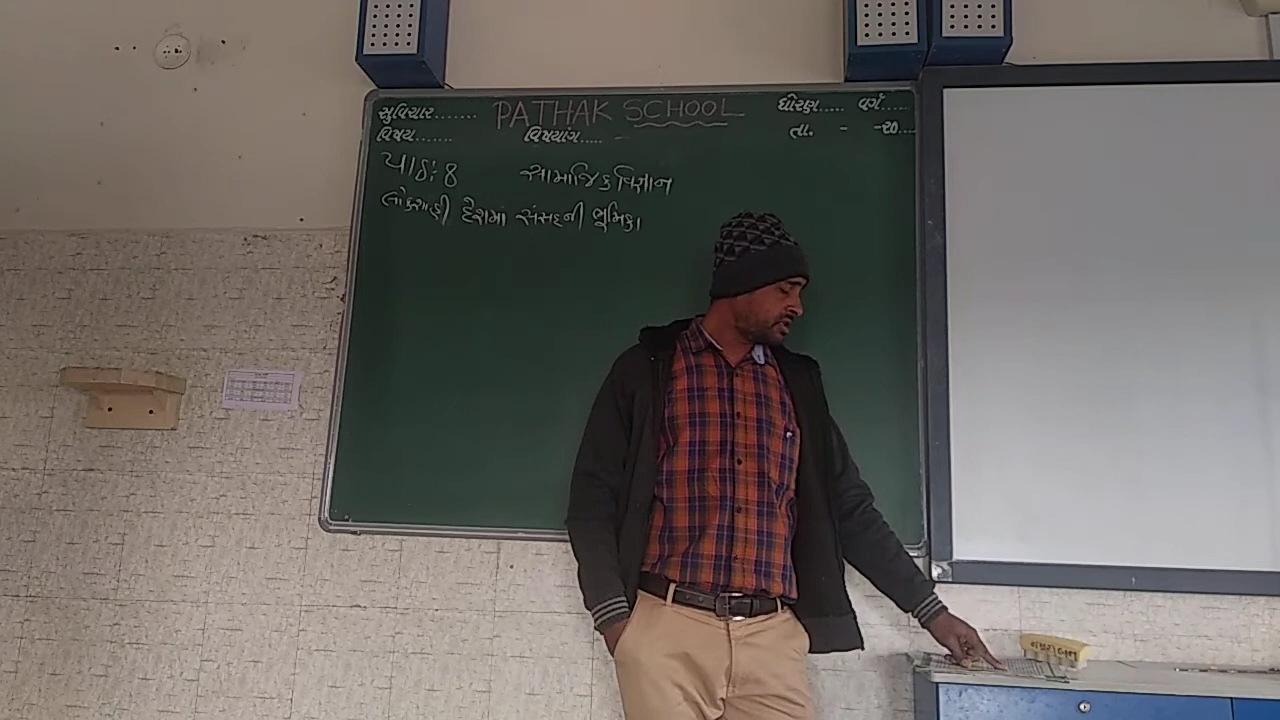 સુવિચાર....... PATHAK SCHOOL ધોરણ..... વર્ગ.....
વિષય....... વિષયાંગ..... તા. - -૨૦....
પાઠ: 8 સામાજિક વિજ્ઞાન
લોકશાહી દેશમાં સંસદની ભૂમિકા